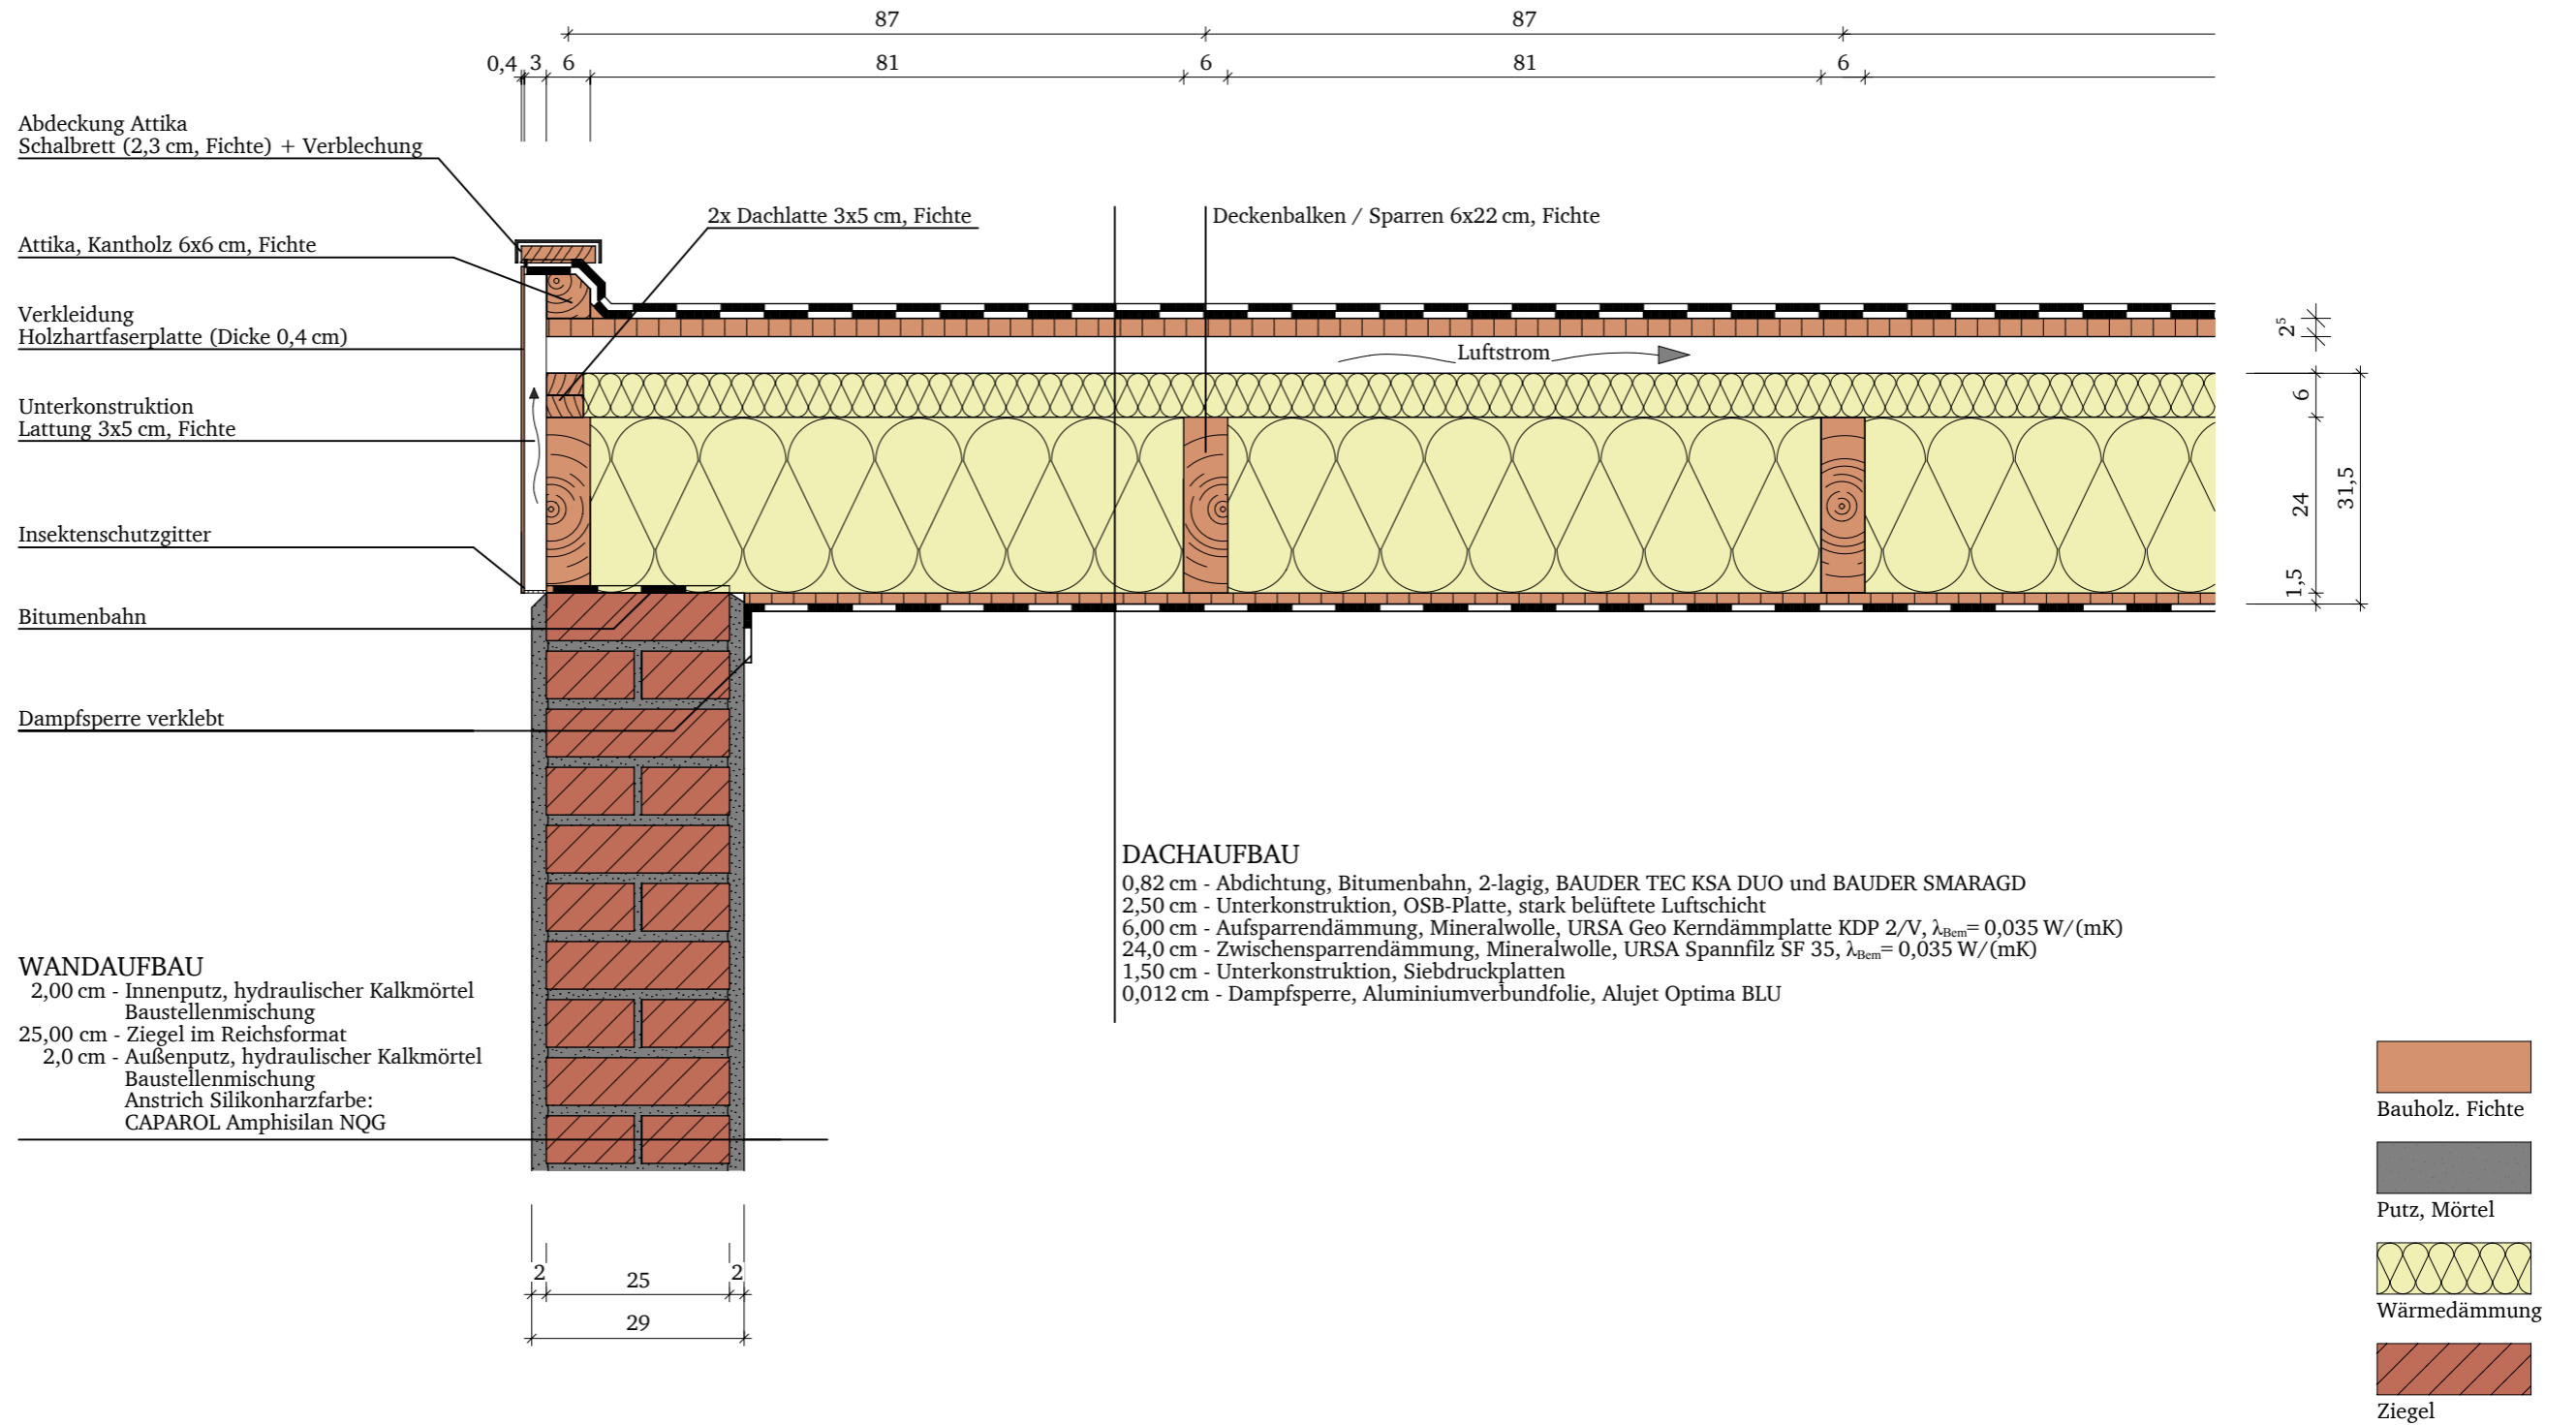 87
87
0,4
3
6
81
6
81
6
Abdeckung Attika
Schalbrett (2,3 cm, Fichte) + Verblechung
2x Dachlatte 3x5 cm, Fichte
Deckenbalken / Sparren 6x22 cm, Fichte
Attika, Kantholz 6x6 cm, Fichte
Verkleidung
Holzhartfaserplatte (Dicke 0,4 cm)
Luftstrom
2⁵
6
24
1,5
31,5
Unterkonstruktion
Lattung 3x5 cm, Fichte
Insektenschutzgitter
Bitumenbahn
Dampfsperre verklebt
DACHAUFBAU
0,82 cm - Abdichtung, Bitumenbahn, 2-lagig, BAUDER TEC KSA DUO und BAUDER SMARAGD
2,50 cm - Unterkonstruktion, OSB-Platte, stark belüftete Luftschicht
6,00 cm - Aufsparrendämmung, Mineralwolle, URSA Geo Kerndämmplatte KDP 2/V, λBem= 0,035 W/(mK)
24,0 cm - Zwischensparrendämmung, Mineralwolle, URSA Spannfilz SF 35, λBem= 0,035 W/(mK)
1,50 cm - Unterkonstruktion, Siebdruckplatten
0,012 cm - Dampfsperre, Aluminiumverbundfolie, Alujet Optima BLU
WANDAUFBAU
2,00 cm - Innenputz, hydraulischer Kalkmörtel
Baustellenmischung
25,00 cm - Ziegel im Reichsformat
2,0 cm - Außenputz, hydraulischer Kalkmörtel
Baustellenmischung
Anstrich Silikonharzfarbe:
CAPAROL Amphisilan NQG
2
25
2
29
Bauholz. Fichte
Putz, Mörtel
Wärmedämmung
Ziegel